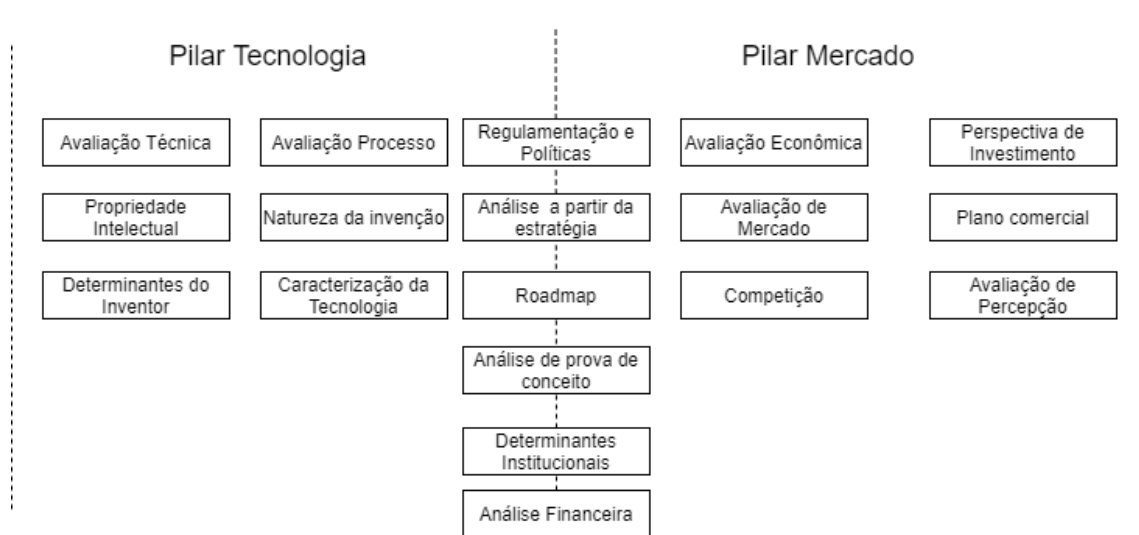 Pilar Tecnologia
Pilar Mercado
Avaliação Técnica
Avaliação Processo
Regulamentação e
Políticas
Avaliação Econômica
Perspectiva de
Investimento
Propriedade
Intelectual
Natureza da invenção
Análise a partir da
estratégia
Avaliação de
Mercado
Plano comercial
Determinantes do
Inventor
Caracterização da
Tecnologia
Roadmap
Competição
Avaliação de
Percepção
Análise de prova de
conceito
Determinantes
Institucionais
Análise Financeira